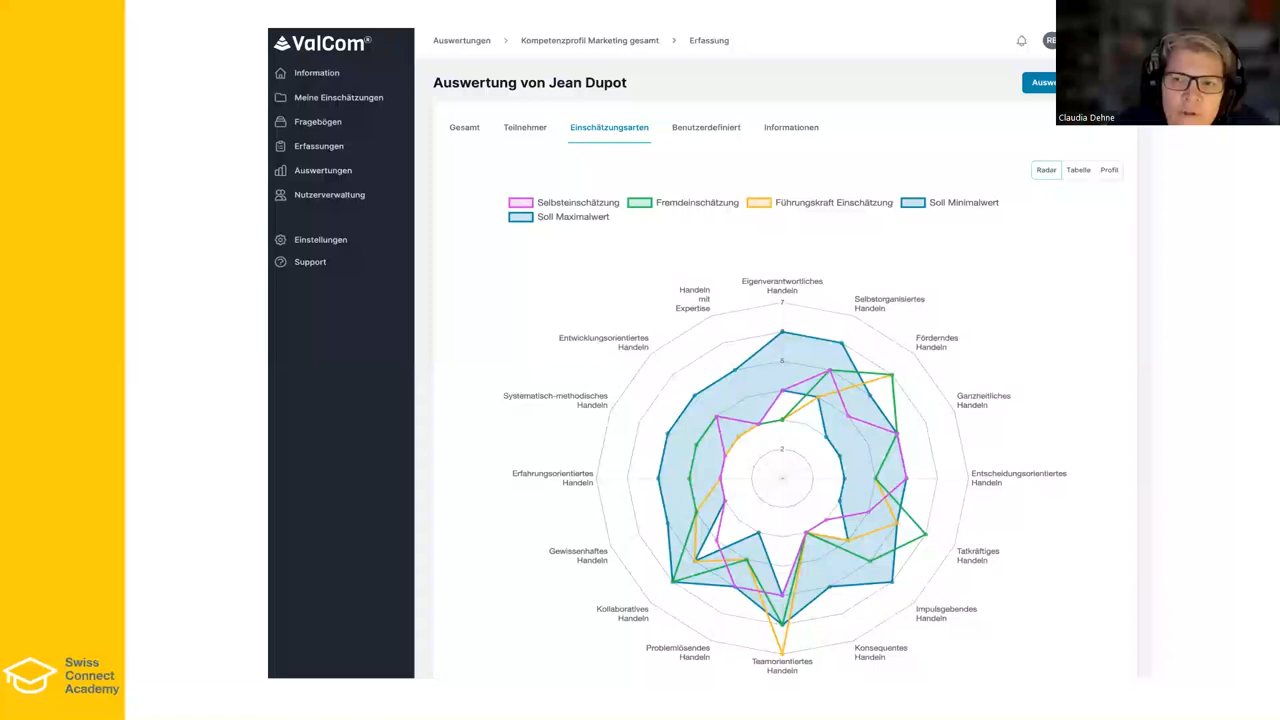 ValCom®
Auswertungen > Kompetenzprofil Marketing gesamt > Erfassung
RE
Information
Meine Einschätzungen
Fragebögen
Erfassungen
Auswertungen
Nutzerverwaltung
Einstellungen
Support
Auswertung von Jean Dupot
Claudia Dehne
Gesamt Teilnehmer Einschätzungsarten Benutzerdefiniert Informationen
Radar Tabelle Profil
Selbsteinschätzung Fremdeinschätzung Führungskraft Einschätzung Soll Minimalwert
Soll Maximalwert
Eigenverantwortliches
Handeln
Selbstorganisiertes
Handeln
Förderndes
Handeln
Ganzheitliches
Handeln
Entscheidungsorientiertes
Handeln
Tatkräftiges
Handeln
Impulsgebendes
Handeln
Konsequentes
Handeln
Teamorientiertes
Handeln
Problemlösendes
Handeln
Kollaboratives
Handeln
Gewissenhaftes
Handeln
Erfahrungsorientiertes
Handeln
Systematisch-methodisches
Handeln
Entwicklungsorientiertes
Handeln
Handeln
mit
Expertise
7
2
Swiss
Connect
Academy